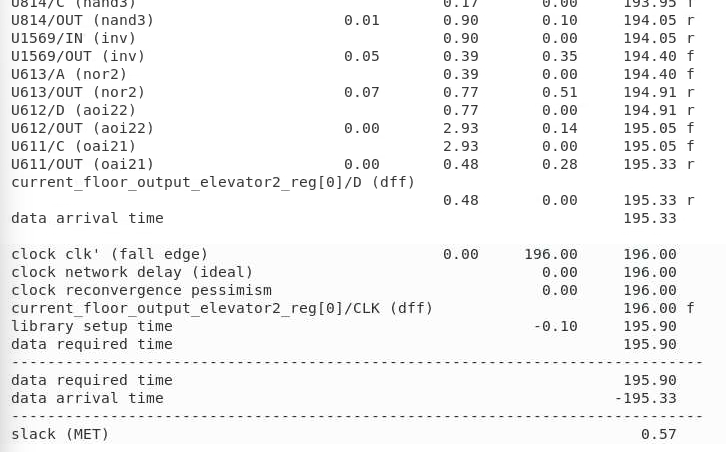 U814/C (nand3) 0.17 0.00 193.95 f
U814/OUT (nand3) 0.01 0.90 0.10 194.05 r
U1569/IN (inv) 0.90 0.00 194.05 r
U1569/OUT (inv) 0.05 0.39 0.35 194.40 f
U613/A (nor2) 0.39 0.00 194.40 f
U613/OUT (nor2) 0.07 0.77 0.51 194.91 r
U612/D (aoi22) 0.77 0.00 194.91 r
U612/OUT (aoi22) 0.00 2.93 0.14 195.05 f
U611/C (oai21) 2.93 0.00 195.05 f
U611/OUT (oai21) 0.00 0.48 0.28 195.33 r
current_floor_output_elevator2_reg[0]/D (dff)
0.48 0.00 195.33 r
data arrival time 195.33
clock clk' (fall edge) 0.00 196.00 196.00
clock network delay (ideal) 0.00 196.00
clock reconvergence pessimism 0.00 196.00
current_floor_output_elevator2_reg[0]/CLK (dff) 196.00 f
library setup time -0.10 195.90
data required time 195.90
-----------------------------------------------------------------------------
data required time 195.90
data arrival time -195.33
-----------------------------------------------------------------------------
slack (MET) 0.57